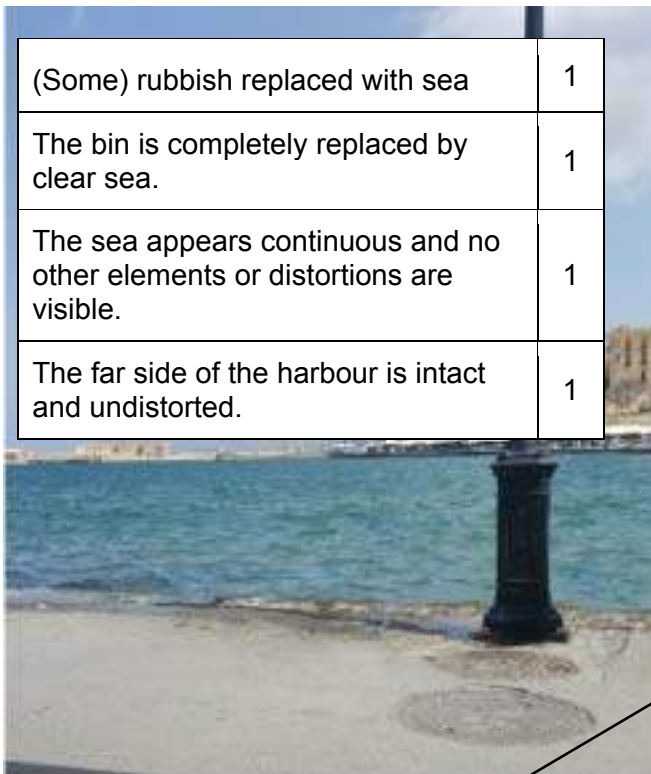 (Some) rubbish replaced with sea 1
The bin is completely replaced by
clear sea. 1
The sea appears continuous and no
other elements or distortions are
visible. 1
The far side of the harbour is intact
and undistorted. 1